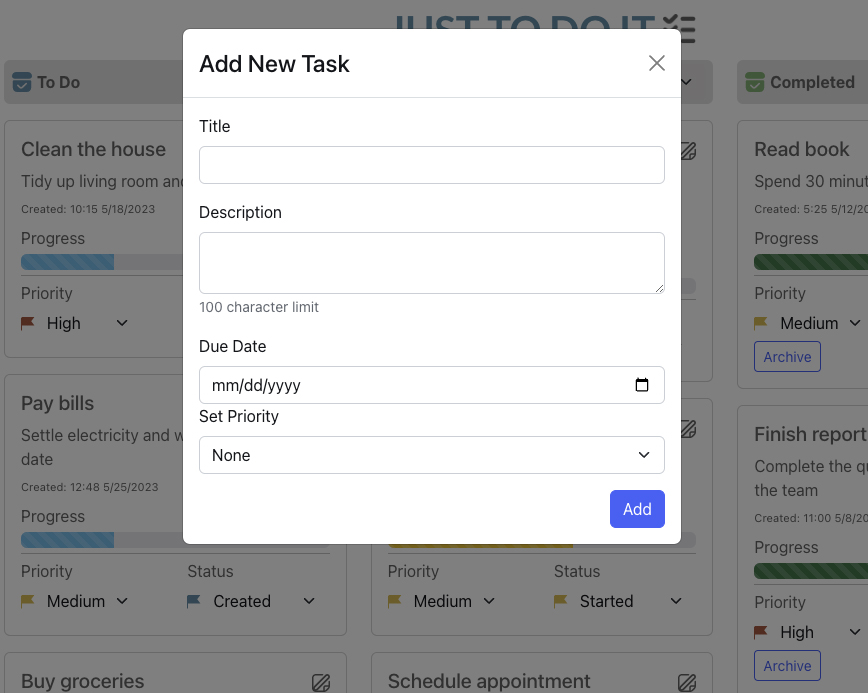 JUST TO DO IT
Add New Task
Title
Description
100 character limit
Due Date
mm/dd/yyyy
Set Priority
None
Add
To Do
Clean the house
Tidy up living room and
Created: 10:15 5/18/2023
Progress
Priority
High
Pay bills
Settle electricity and w
date
Created: 12:48 5/25/2023
Progress
Priority Status
Medium Created
Buy groceries
Priority Status
Medium Started
Schedule appointment
Completed
Read book
Spend 30 minut
Created: 5:25 5/12/20
Progress
Priority
Medium
Archive
Finish report
Complete the qu
the team
Created: 11:00 5/8/20
Progress
Priority
High
Archive